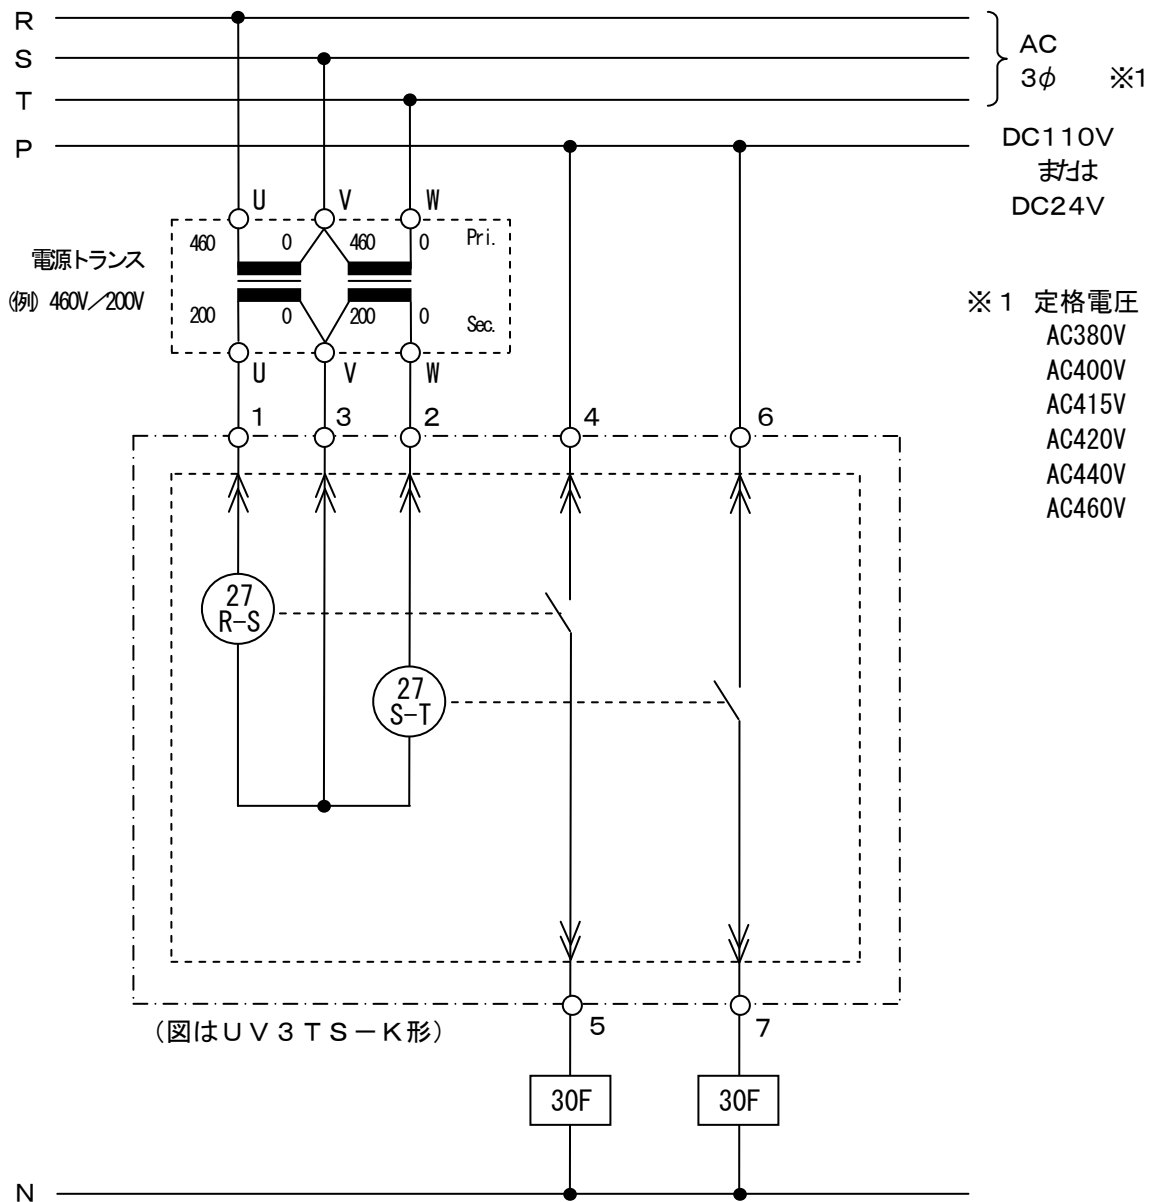 R
S
T
P
AC
3φ ※1
DC110V
または
DC24V
U V W
460 0 460 0 Pri.
電源トランス
(例) 460V／200V
200 0 200 0 Sec.
U V W
※1 定格電圧
AC380V
AC400V
AC415V
AC420V
AC440V
AC460V
1 3 2 4 6
27
R-S
27
S-T
(図はUV3TS－K形)
5 7
30F 30F
N